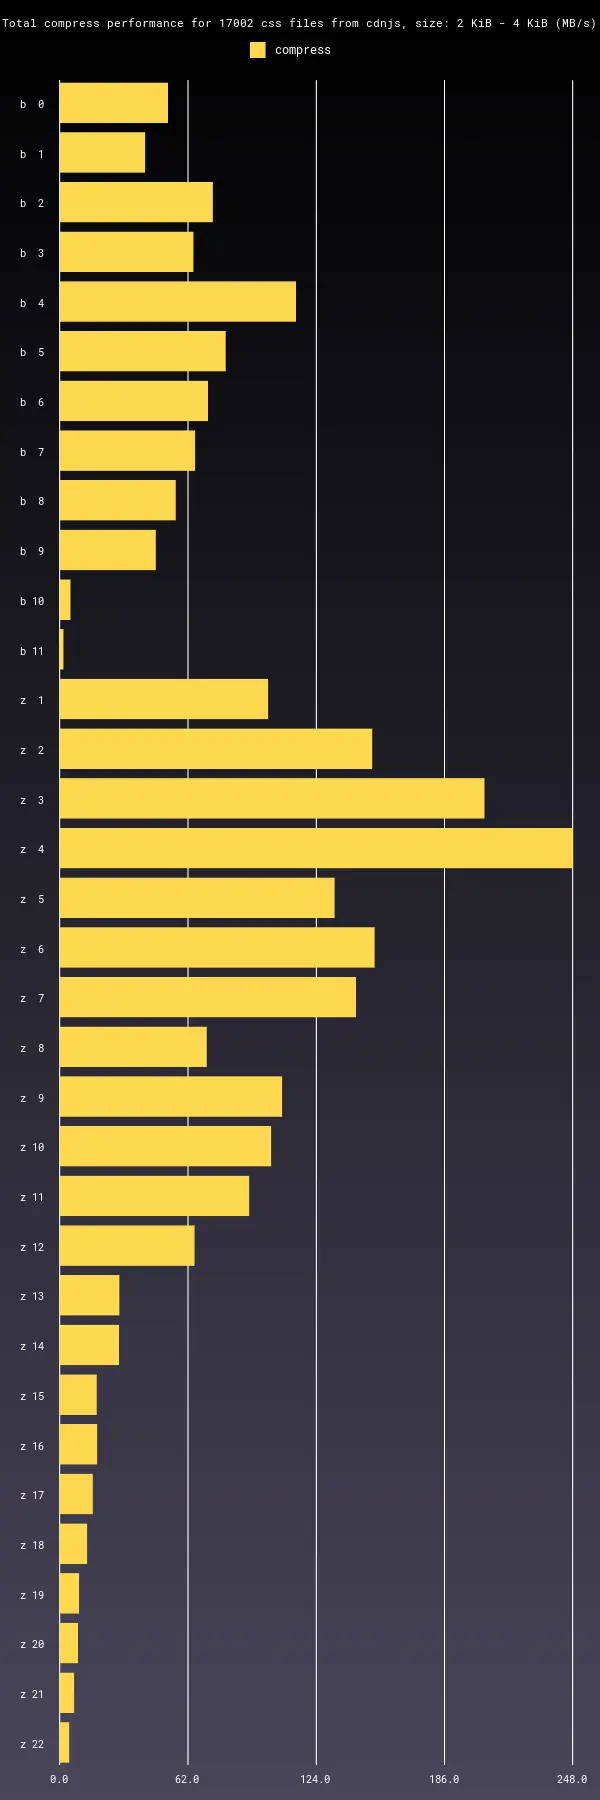 Total compress performance for 17002 css files from cdnjs, size: 2 KiB - 4 KiB (MB/s)
compress
b 0
b 1
b 2
b 3
b 4
b 5
b 6
b 7
b 8
b 9
b 10
b 11
z 1
z 2
z 3
z 4
z 5
z 6
z 7
z 8
z 9
z 10
z 11
z 12
z 13
z 14
z 15
z 16
z 17
z 18
z 19
z 20
z 21
z 22
0.0 62.0 124.0 186.0 248.0